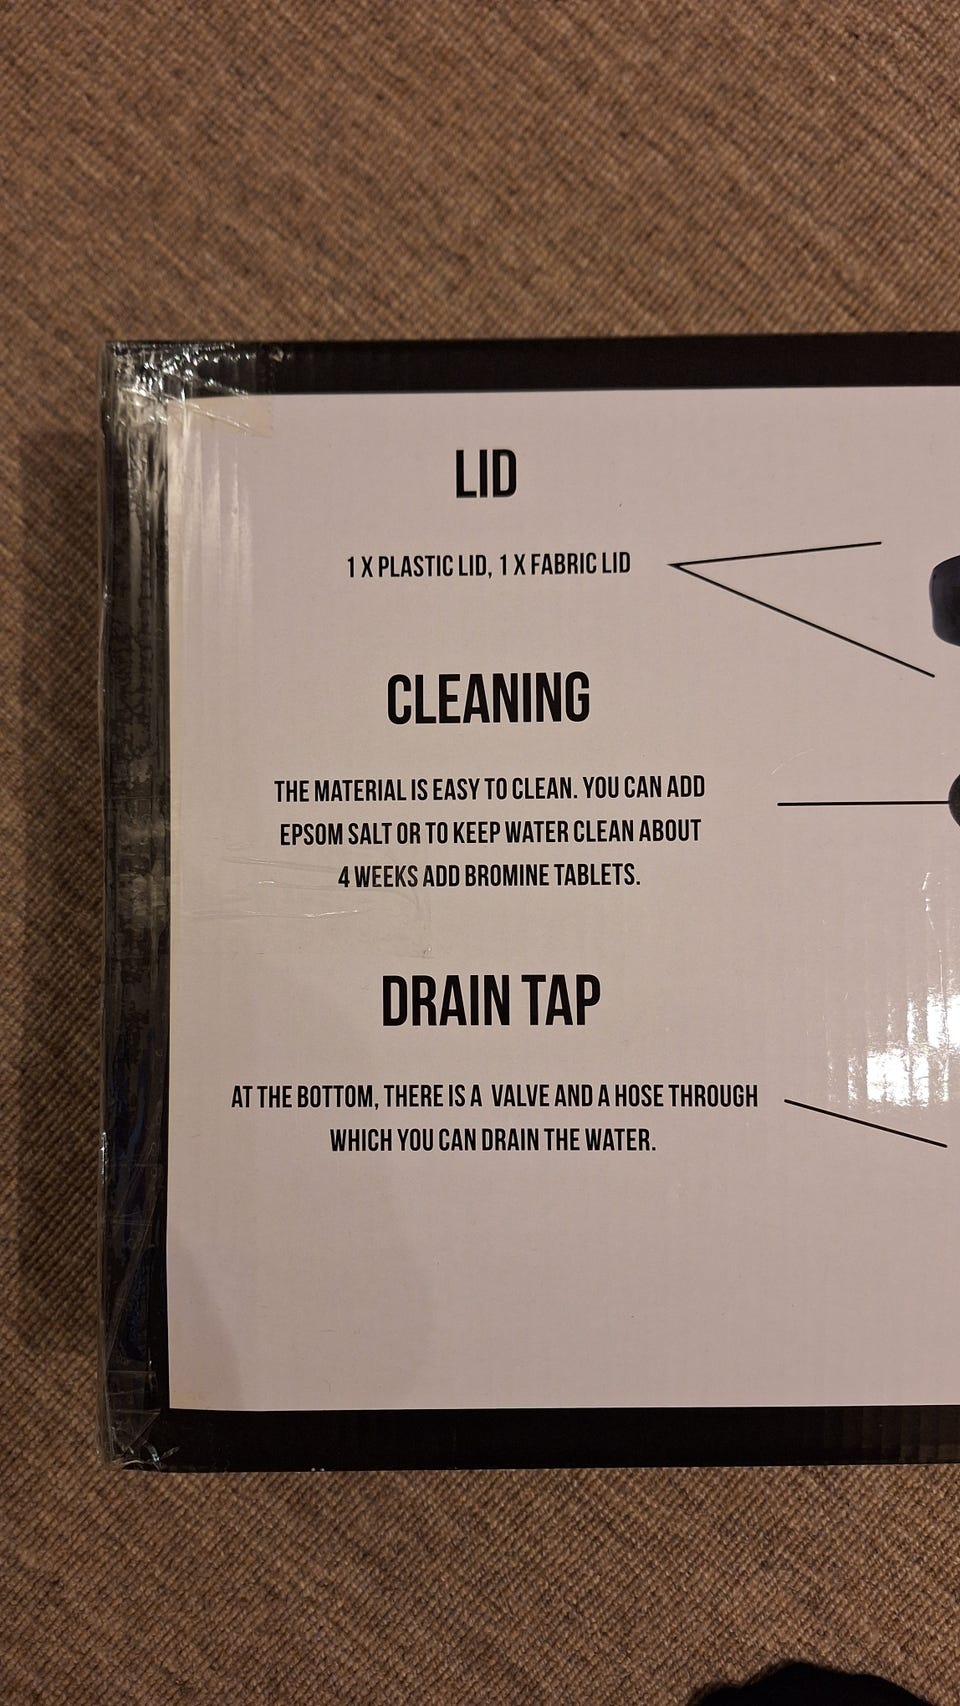 LID
1 X PLASTIC LID, 1 X FABRIC LID
CLEANING
THE MATERIAL IS EASY TO CLEAN. YOU CAN ADD
EPSOM SALT OR TO KEEP WATER CLEAN ABOUT
4 WEEKS ADD BROMINE TABLETS.
DRAIN TAP
AT THE BOTTOM, THERE IS A VALVE AND A HOSE THROUGH
WHICH YOU CAN DRAIN THE WATER.